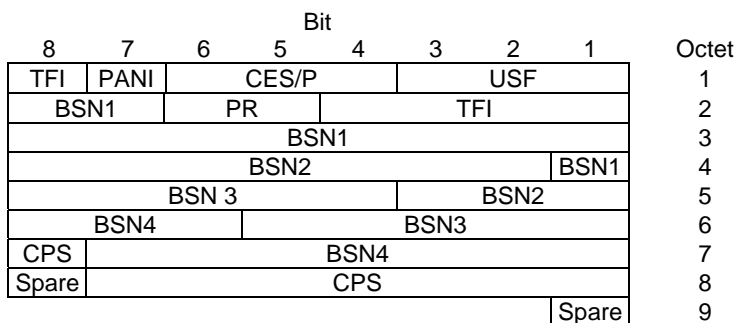 Bit
8 7 6 5 4 3 2 1 Octet
TFI PANI CES/P USF 1
BSN1 PR TFI 2
BSN1 3
BSN2 BSN1 4
BSN 3 BSN2 5
BSN4 BSN3 6
CPS BSN4 7
Spare CPS 8
Spare 9